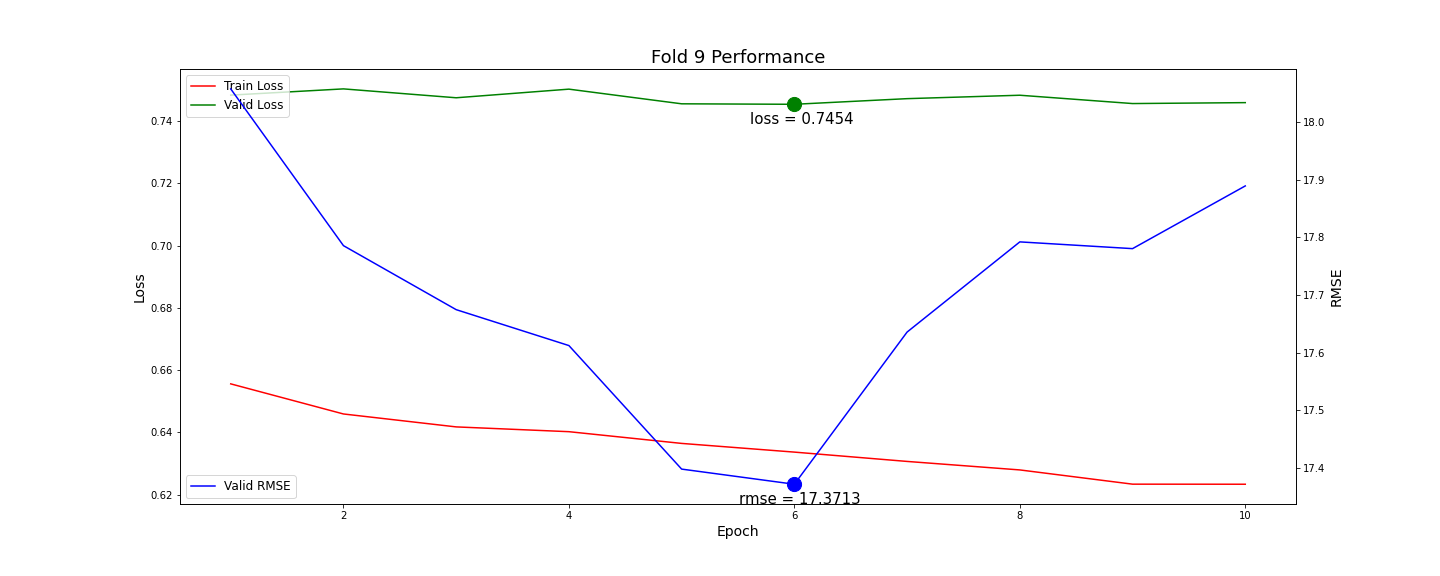 Fold 9 Performance
Train Loss
Valid Loss
loss = 0.7454
Valid RMSE
rmse = 17.3713
0.74
0.72
0.70
0.68
0.66
0.64
0.62
Loss
18.0
17.9
17.8
17.7
17.6
17.5
17.4
RMSE
2 4 6 8 10
Epoch